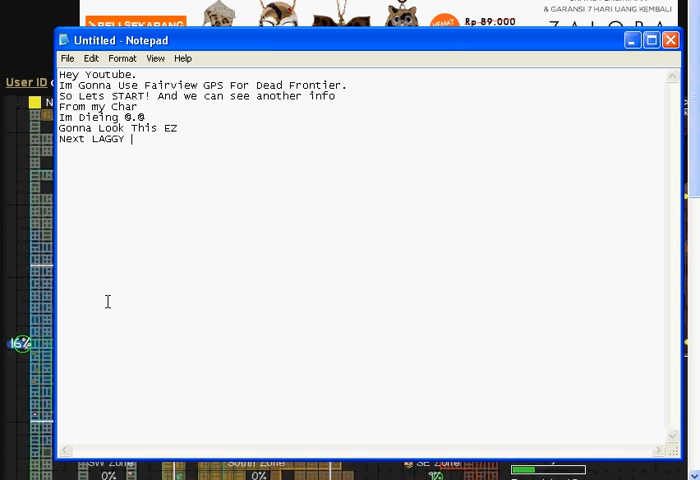 & GARANSI 7 HARI UANG KEMBALI
> BELI SEKARANG
HEMAT
Rp 89.000
ZALORA
Untitled - Notepad
File Edit Format View Help
User ID
Hey Youtube.
Im Gonna Use Fairview GPS For Dead Frontier.
So Lets START! And we can see another info
From my Char
Im Dieing @.@
Gonna Look This EZ
Next LAGGY
16%
SW Zone
South Zone
SE Zone
0%
0%
9%